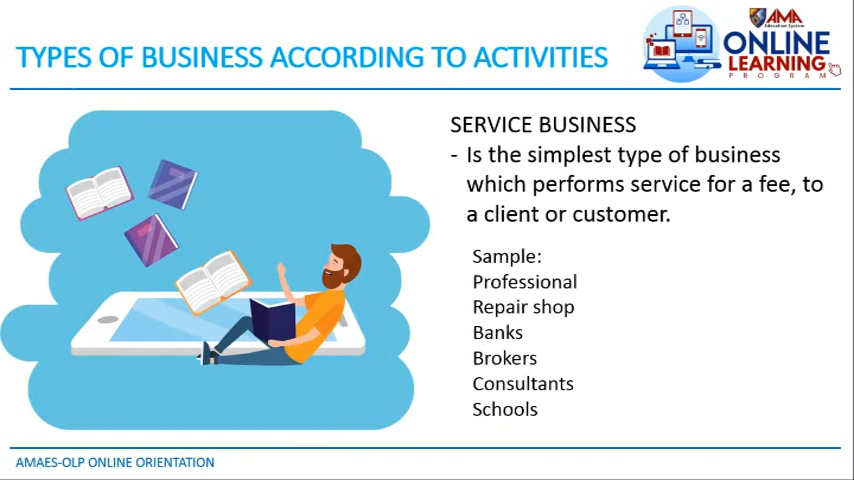 TYPES OF BUSINESS ACCORDING TO ACTIVITIES
AMA
Education System
ONLINE
LEARNING
PROGRAM
SERVICE BUSINESS
- Is the simplest type of business
which performs service for a fee, to
a client or customer.
Sample:
Professional
Repair shop
Banks
Brokers
Consultants
Schools
AMAES-OLP ONLINE ORIENTATION